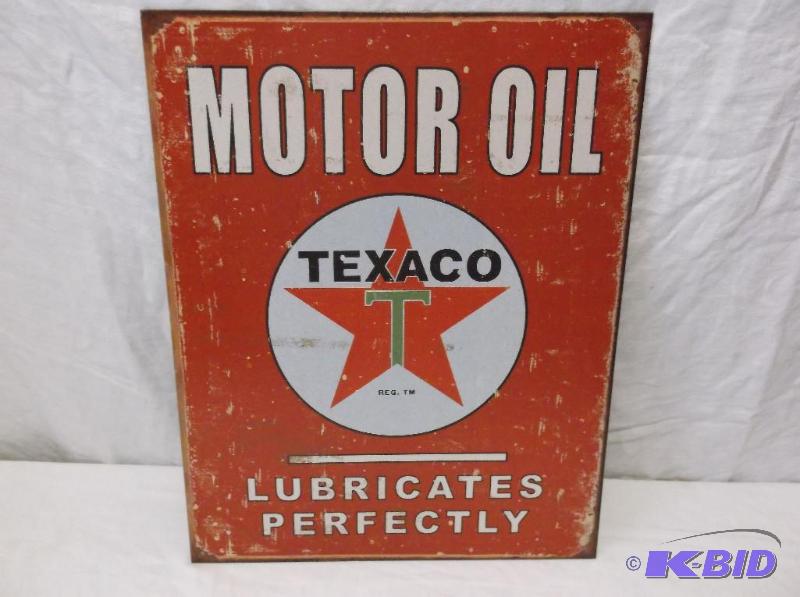 MOTOR OIL
TEXACO
T
REG. TM
LUBRICATES
PERFECTLY
© K-BID